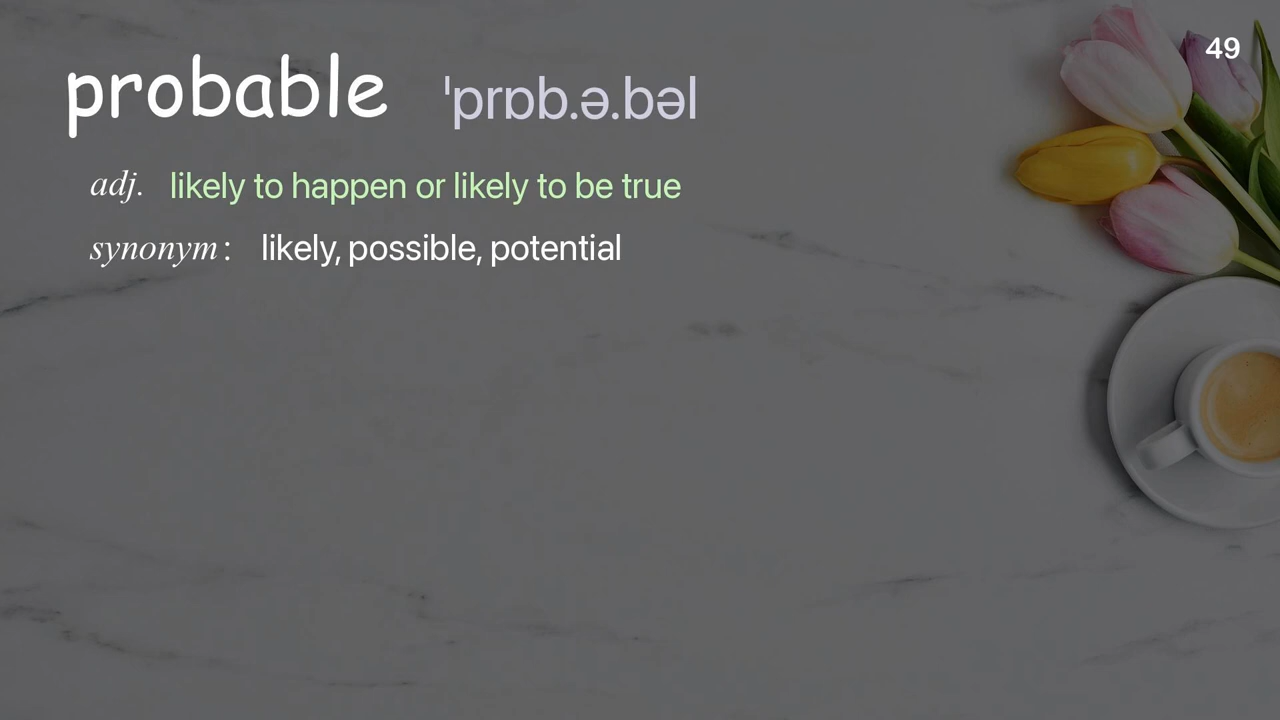 49
probable ˈprɒb.ə.bəl
adj. likely to happen or likely to be true
synonym: likely, possible, potential